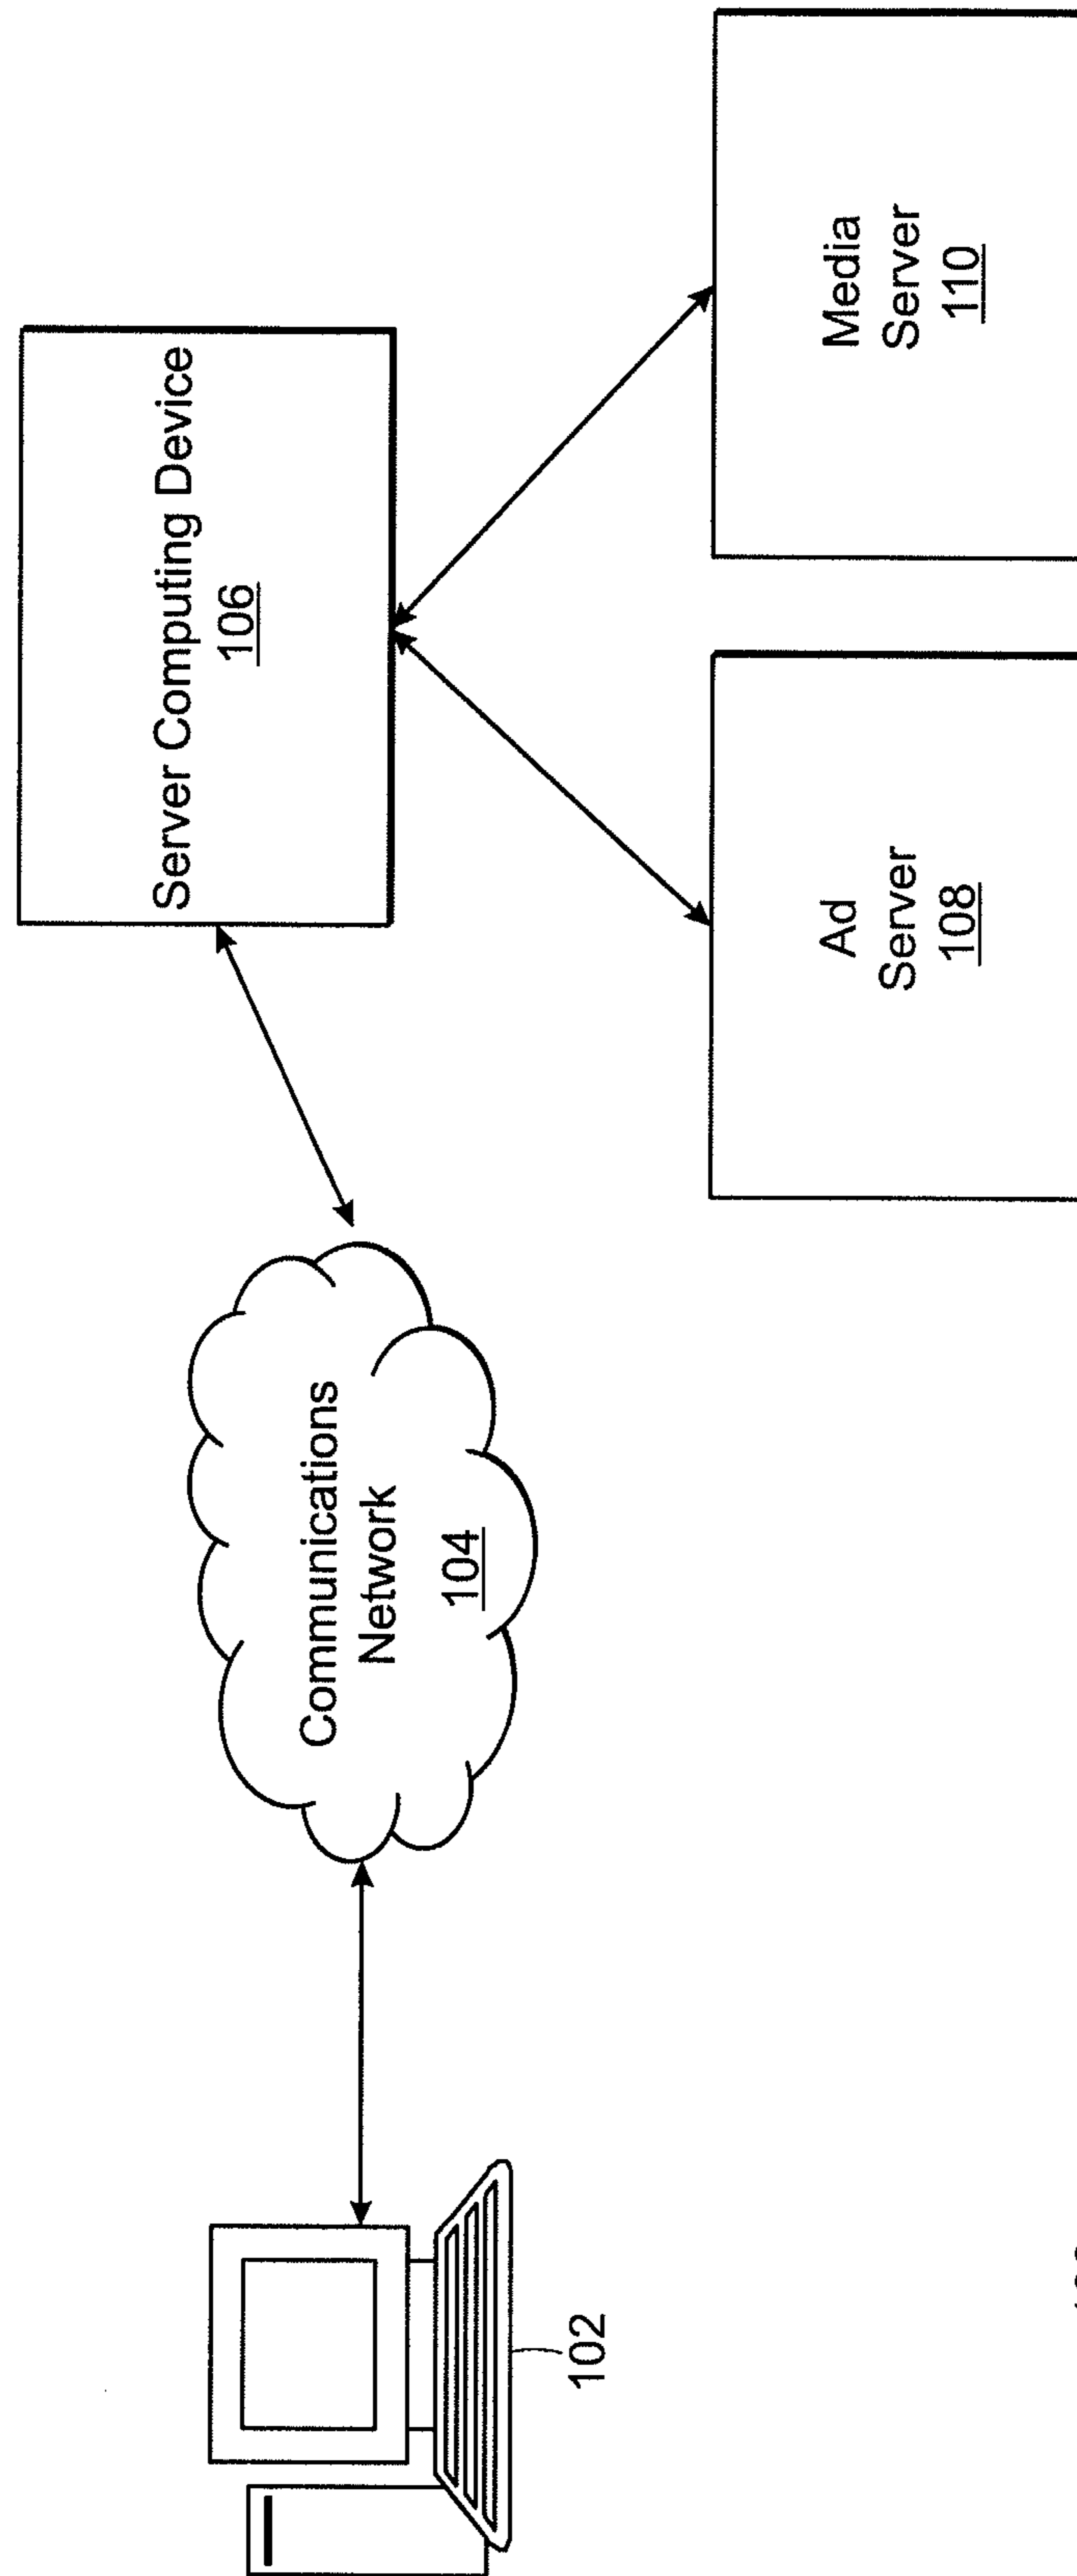 Server Computing Device
106
Communications
Network
104
102
Ad
Server
108
Media
Server
110